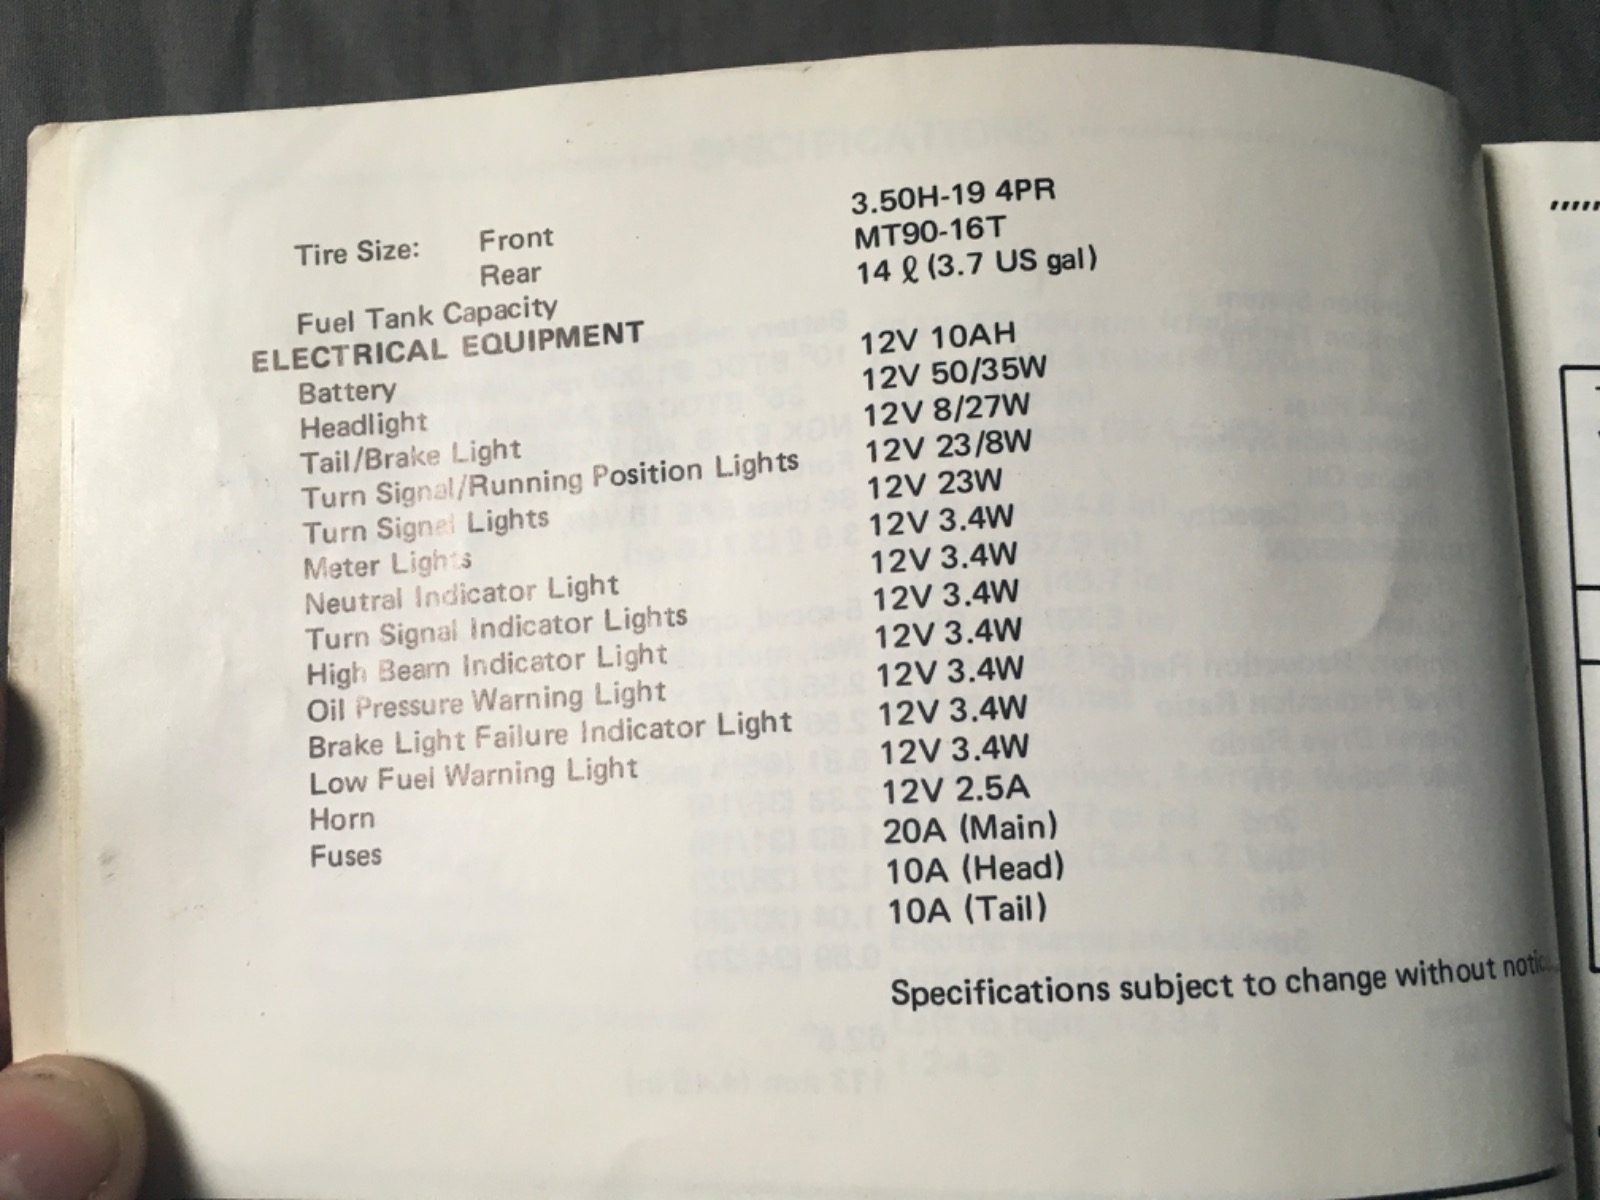 Tire Size: Front 3.50H-19 4PR
Rear MT90-16T
Fuel Tank Capacity 14 ℓ (3.7 US gal)
ELECTRICAL EQUIPMENT
Battery 12V 10AH
Headlight 12V 50/35W
Tail/Brake Light 12V 8/27W
Turn Signal/Running Position Lights 12V 23/8W
Turn Signal Lights 12V 23W
Meter Lights 12V 3.4W
Neutral Indicator Light 12V 3.4W
Turn Signal Indicator Lights 12V 3.4W
High Beam Indicator Light 12V 3.4W
Oil Pressure Warning Light 12V 3.4W
Brake Light Failure Indicator Light 12V 3.4W
Low Fuel Warning Light 12V 3.4W
Horn 12V 2.5A
Fuses 20A (Main)
10A (Head)
10A (Tail)
Specifications subject to change without